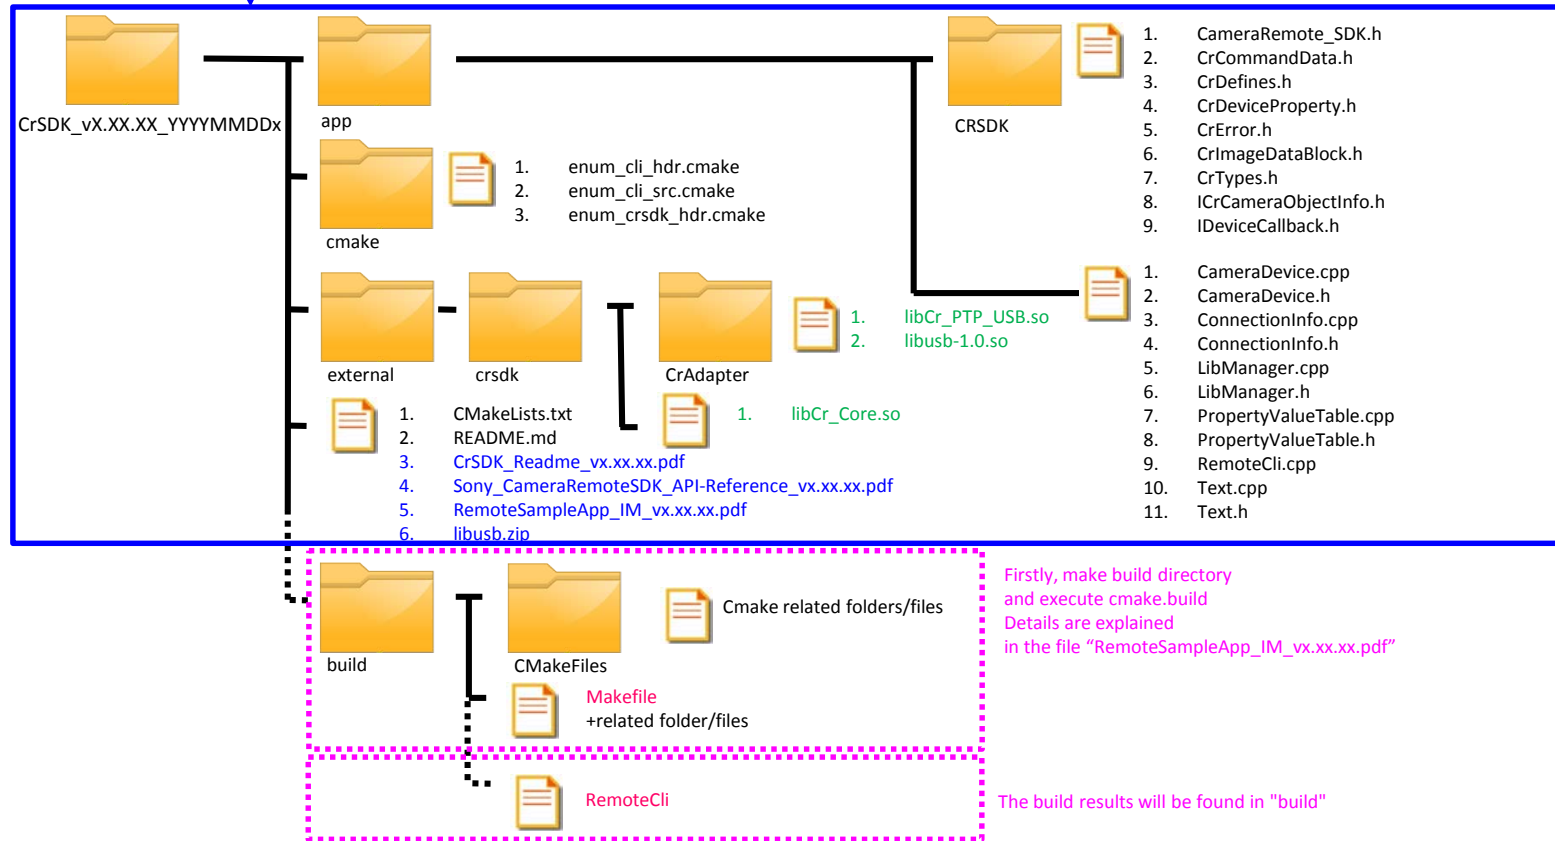 CrSDK_vX.XX.XX_YYYYMMDDx
app
CRSDK
1. CameraRemote_SDK.h
2. CrCommandData.h
3. CrDefines.h
4. CrDeviceProperty.h
5. CrError.h
6. CrImageDataBlock.h
7. CrTypes.h
8. ICrCameraObjectInfo.h
9. IDeviceCallback.h
cmake
1. enum_cli_hdr.cmake
2. enum_cli_src.cmake
3. enum_crsdk_hdr.cmake
1. CameraDevice.cpp
2. CameraDevice.h
3. ConnectionInfo.cpp
4. ConnectionInfo.h
5. LibManager.cpp
6. LibManager.h
7. PropertyValueTable.cpp
8. PropertyValueTable.h
9. RemoteCli.cpp
10. Text.cpp
11. Text.h
external
crsdk
CrAdapter
1. libCr_PTP_USB.so
2. libusb-1.0.so
1. libCr_Core.so
1. CMakeLists.txt
2. README.md
3. CrSDK_Readme_vx.xx.xx.pdf
4. Sony_CameraRemoteSDK_API-Reference_vx.xx.xx.pdf
5. RemoteSampleApp_IM_vx.xx.xx.pdf
6. libusb.zip
build
CMakeFiles
Cmake related folders/files
Makefile
+related folder/files
Firstly, make build directory
and execute cmake.build
Details are explained
in the file “RemoteSampleApp_IM_vx.xx.xx.pdf”
RemoteCli
The build results will be found in "build"